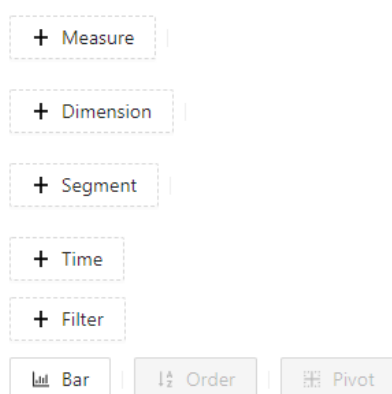 + Measure
+ Dimension
+ Segment
+ Time
+ Filter
Bar Order Pivot